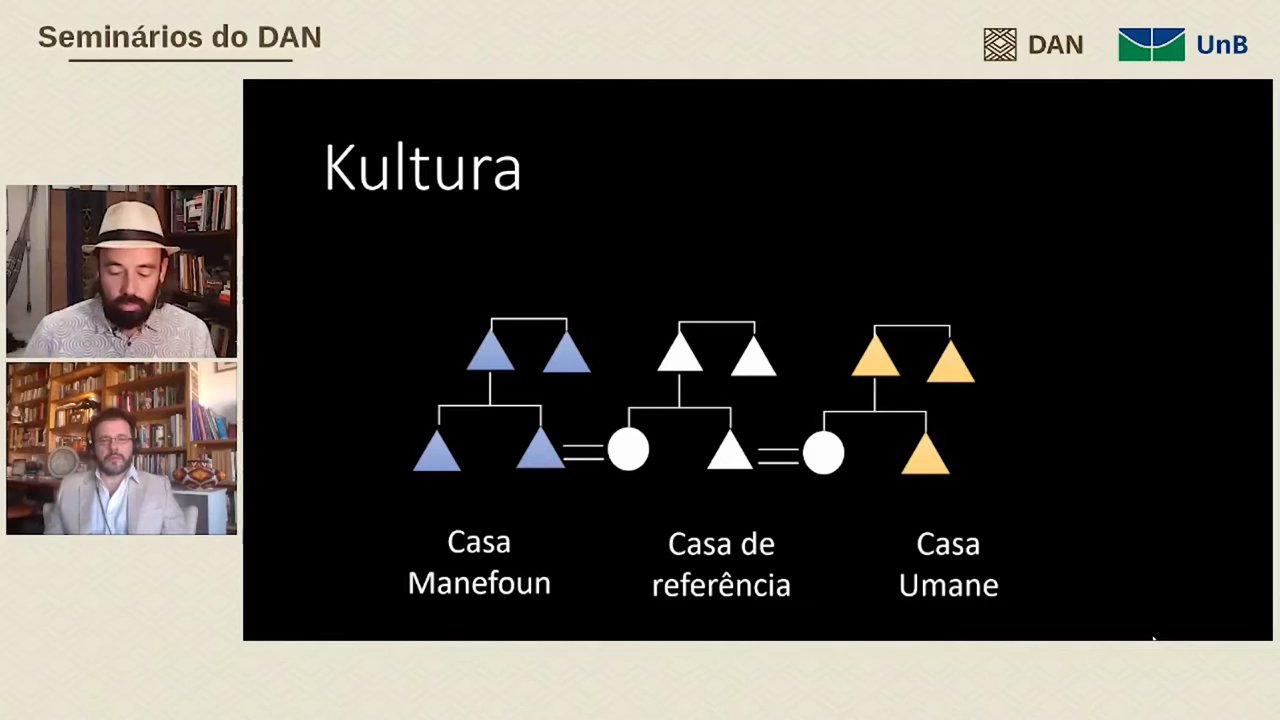 Seminários do DAN
DAN
UnB
Kultura
Casa
Manefoun
Casa de
referência
Casa
Umane